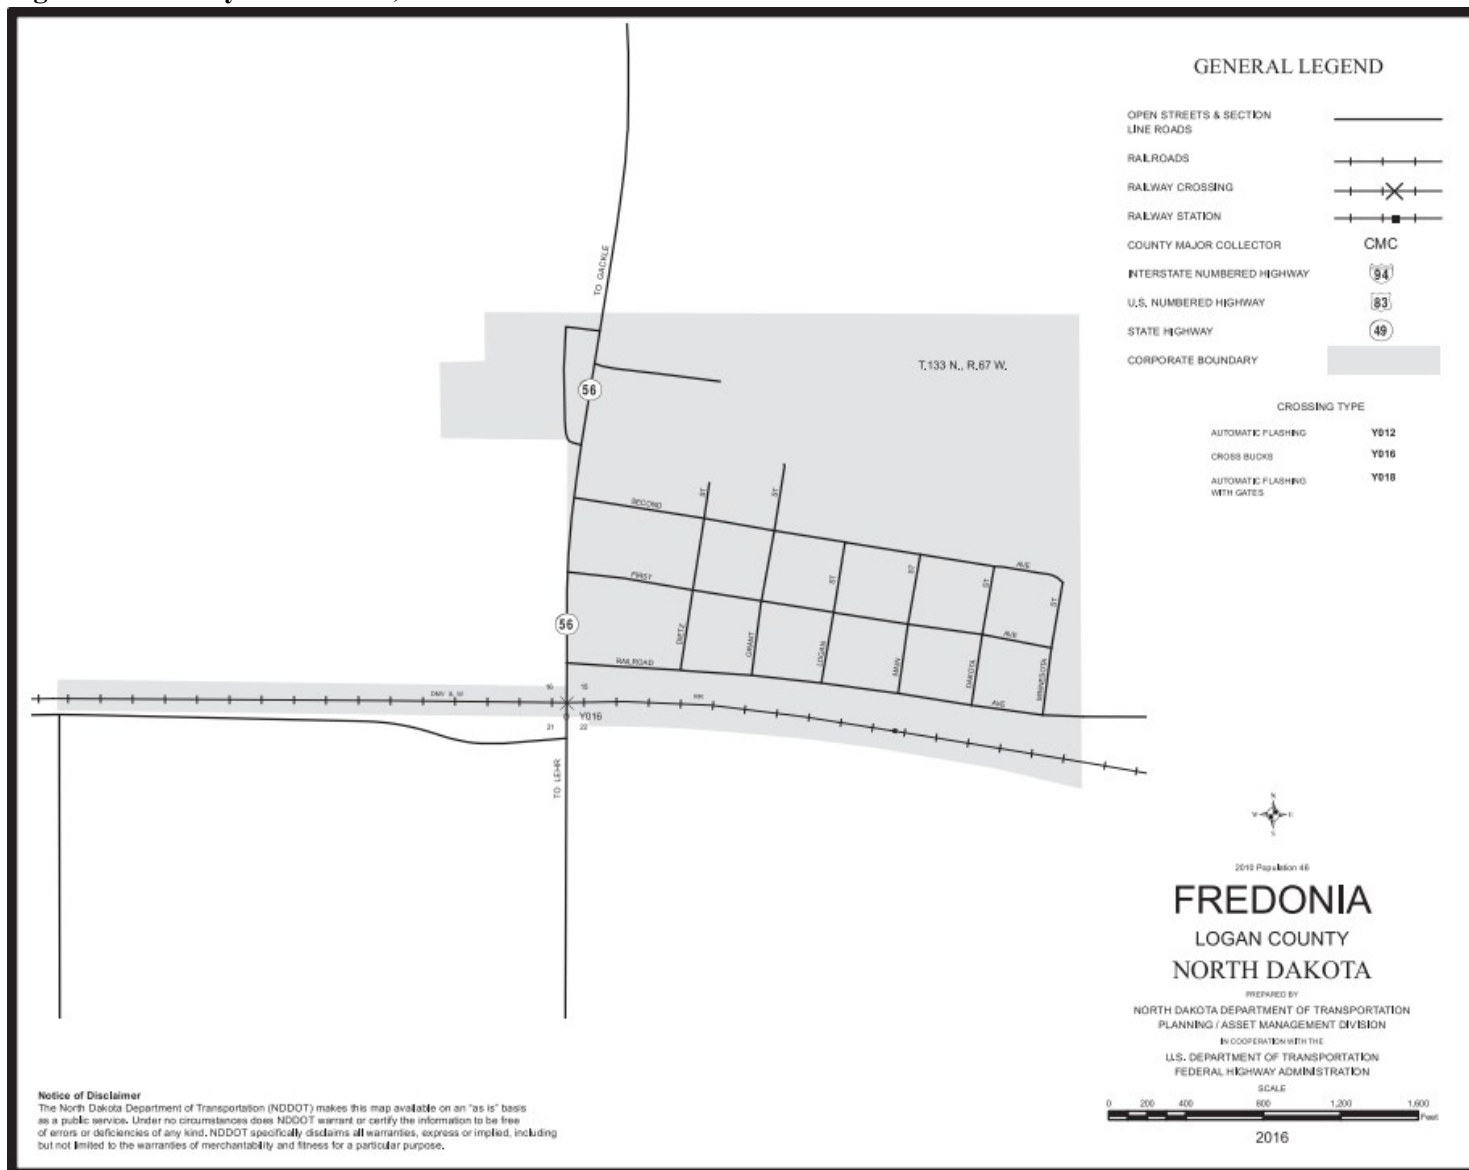 GENERAL LEGEND
OPEN STREETS & SECTION
LINE ROADS
RAILROADS
RAILWAY CROSSING
RAILWAY STATION
COUNTY MAJOR COLLECTOR
CMC
INTERSTATE NUMBERED HIGHWAY
94
U.S. NUMBERED HIGHWAY
83
STATE HIGHWAY
49
CORPORATE BOUNDARY
CROSSING TYPE
AUTOMATIC FLASHING
Y012
CROSS BUCKS
Y016
AUTOMATIC FLASHING
WITH GATES
Y018
TO GACKLE
T.133 N., R.67 W.
56
SECOND
ST
ST
AVE
FIRST
ST
ST
ST
ST
56
AVE
DIETZ
GRANT
LOGAN
AMAN
DAKOTA
MINNESOTA
RAILROAD
AVE
DMV & W
RR
16
15
Y016
21
22
TO LEHR
N
W
E
S
2010 Population 46
FREDONIA
LOGAN COUNTY
NORTH DAKOTA
PREPARED BY
NORTH DAKOTA DEPARTMENT OF TRANSPORTATION
PLANNING / ASSET MANAGEMENT DIVISION
IN COOPERATION WITH THE
U.S. DEPARTMENT OF TRANSPORTATION
FEDERAL HIGHWAY ADMINISTRATION
SCALE
0 200 400 800 1,200 1,600
Feet
2016
Notice of Disclaimer
The North Dakota Department of Transportation (NDDOT) makes this map available on an "as is" basis
as a public service. Under no circumstances does NDDOT warrant or certify the information to be free
of errors or deficiencies of any kind. NDDOT specifically disclaims all warranties, express or implied, including
but not limited to the warranties of merchantability and fitness for a particular purpose.